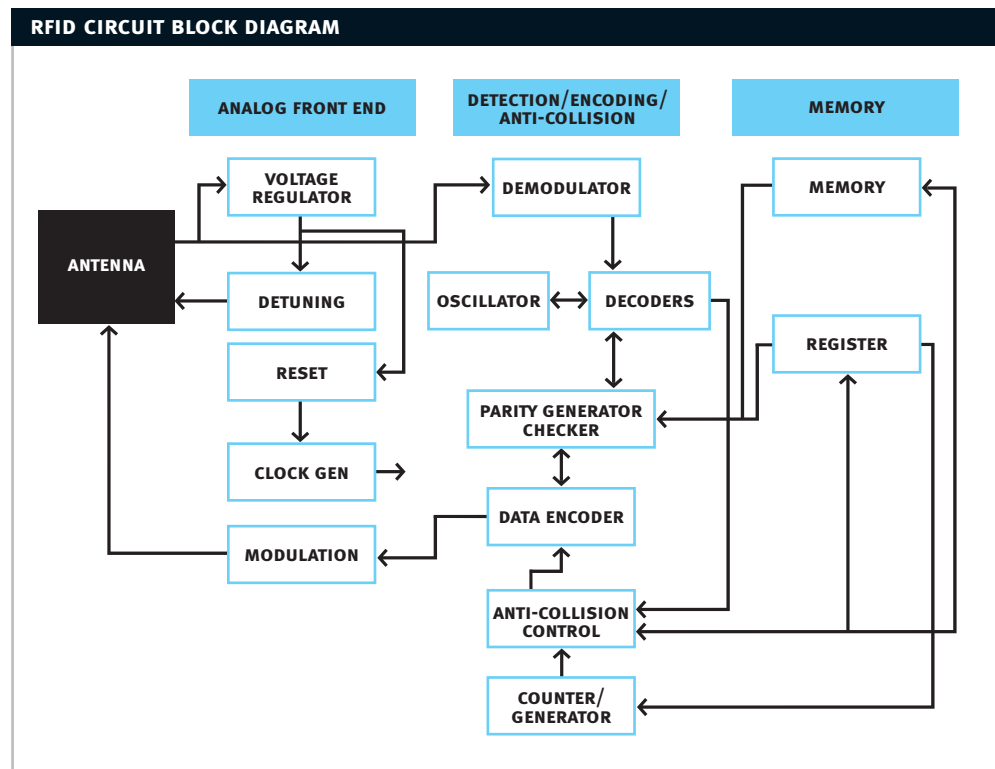 RFID CIRCUIT BLOCK DIAGRAM
ANALOG FRONT END
DETECTION/ENCODING/
ANTI-COLLISION
MEMORY
VOLTAGE
REGULATOR
DEMODULATOR
MEMORY
ANTENNA
DETUNING
OSCILLATOR
DECODERS
RESET
REGISTER
PARITY GENERATOR
CHECKER
CLOCK GEN
DATA ENCODER
MODULATION
ANTI-COLLISION
CONTROL
COUNTER/
GENERATOR